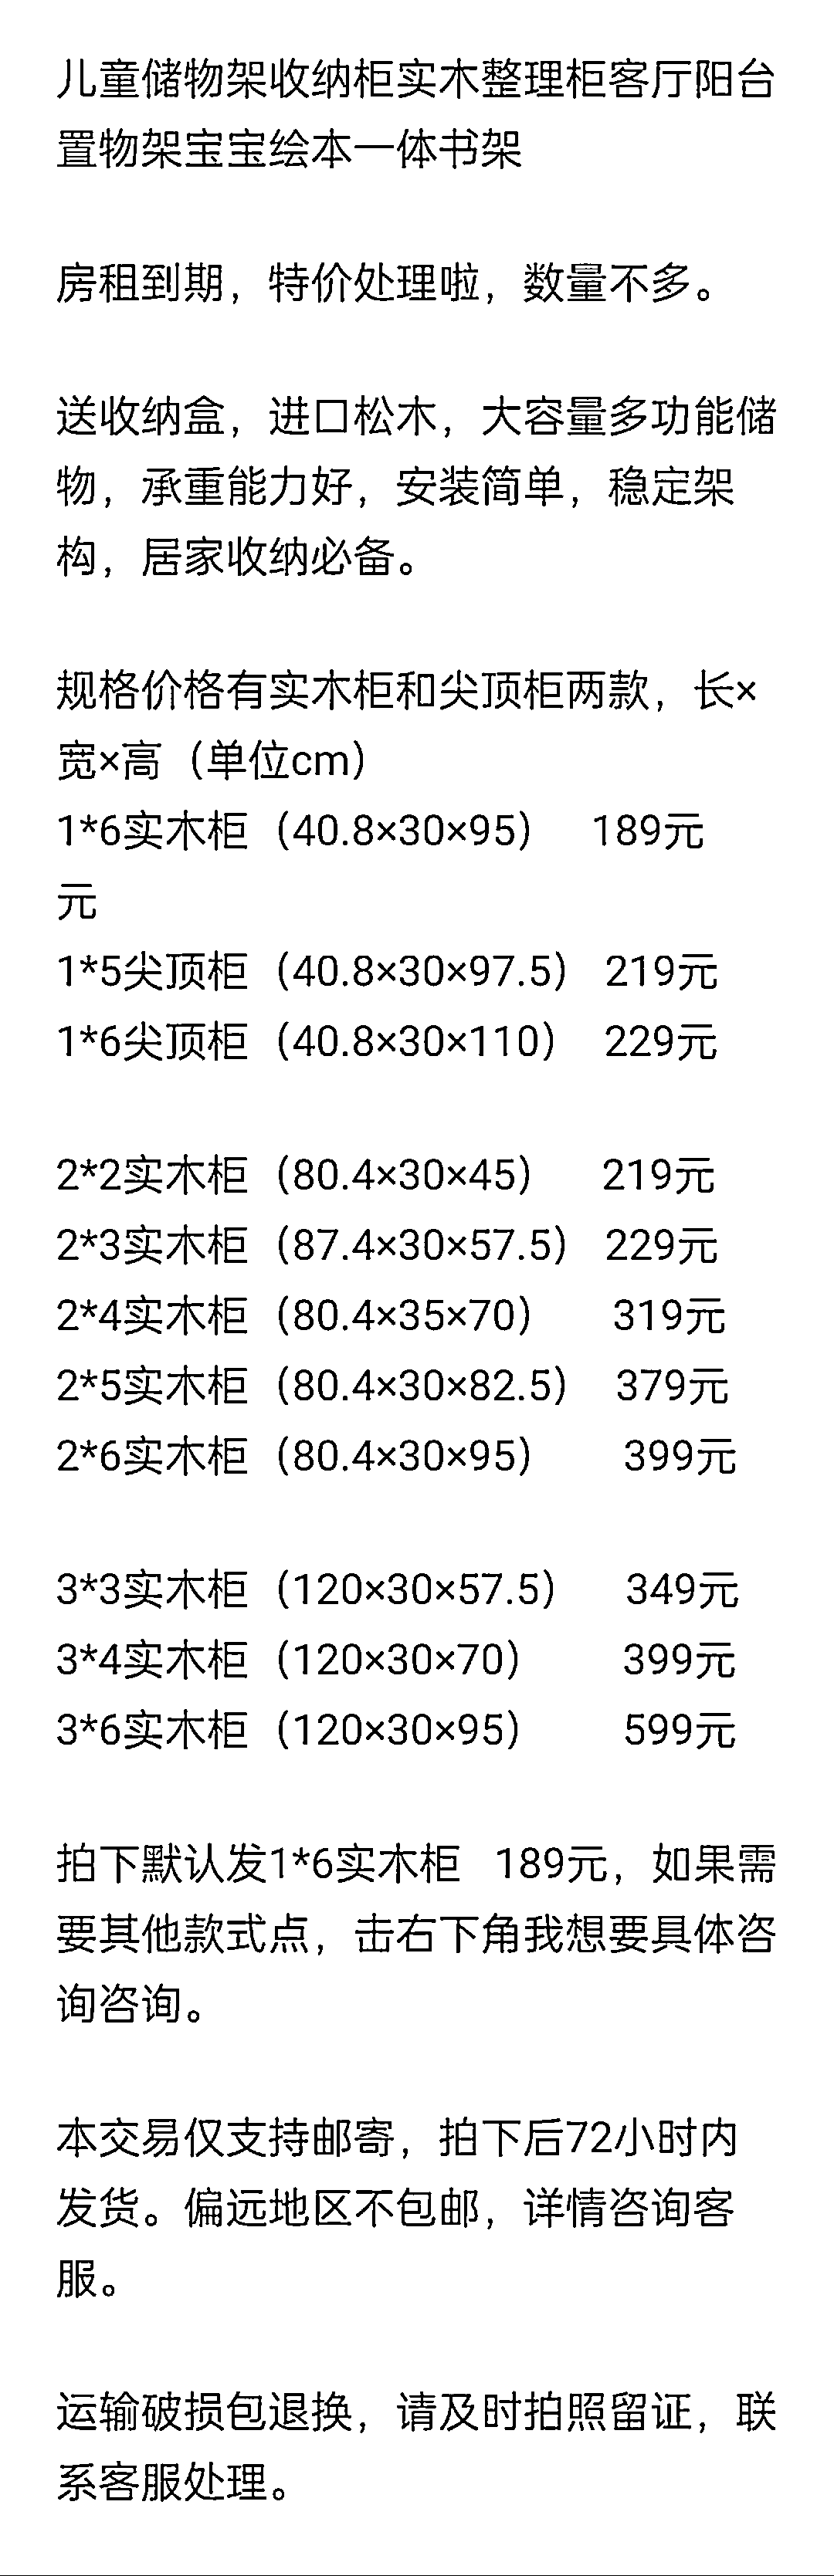 儿童储物架收纳柜实木整理柜客厅阳台
置物架宝宝绘本一体书架
房租到期，特价处理啦，数量不多。
送收纳盒，进口松木，大容量多功能储
物，承重能力好，安装简单，稳定架
构，居家收纳必备。
规格价格有实木柜和尖顶柜两款，长×
宽×高（单位cm）
1*6实木柜（40.8×30×95） 189元
元
1*5尖顶柜（40.8×30×97.5） 219元
1*6尖顶柜（40.8×30×110） 229元
2*2实木柜（80.4×30×45） 219元
2*3实木柜（87.4×30×57.5） 229元
2*4实木柜（80.4×35×70） 319元
2*5实木柜（80.4×30×82.5） 379元
2*6实木柜（80.4×30×95） 399元
3*3实木柜（120×30×57.5） 349元
3*4实木柜（120×30×70） 399元
3*6实木柜（120×30×95） 599元
拍下默认发1*6实木柜 189元，如果需
要其他款式点，击右下角我想要具体咨
询咨询。
本交易仅支持邮寄，拍下后72小时内
发货。偏远地区不包邮，详情咨询客
服。
运输破损包退换，请及时拍照留证，联
系客服处理。